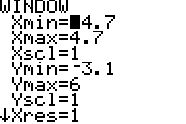 WINDOW
Xmin=-4.7
Xmax=4.7
Xscl=1
Ymin=-3.1
Ymax=6
Yscl=1
↓Xres=1